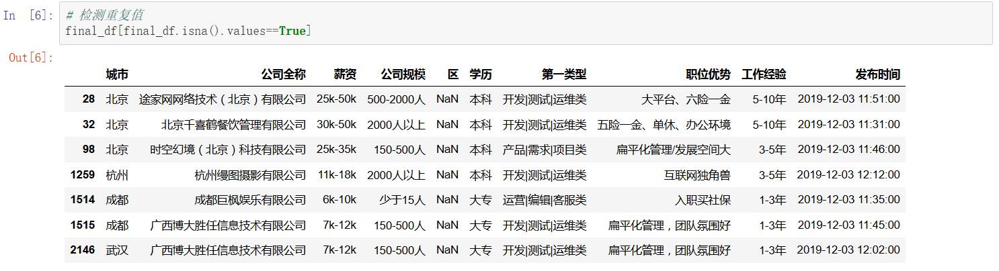 In [6]: # 检测重复值
final_df[final_df.isna().values==True]
Out[6]:
城市 公司全称 薪资 公司规模 区 学历 第一类型 职位优势 工作经验 发布时间
28 北京 途家网网络技术（北京）有限公司 25k-50k 500-2000人 NaN 本科 开发|测试|运维类 大平台、六险一金 5-10年 2019-12-03 11:51:00
32 北京 北京千喜鹤餐饮管理有限公司 30k-50k 2000人以上 NaN 本科 开发|测试|运维类 五险一金、单休、办公环境 5-10年 2019-12-03 11:31:00
98 北京 时空幻境（北京）科技有限公司 25k-35k 150-500人 NaN 本科 产品|需求|项目类 扁平化管理/发展空间大 3-5年 2019-12-03 11:46:00
1259 杭州 杭州缦图摄影有限公司 11k-18k 2000人以上 NaN 本科 开发|测试|运维类 互联网独角兽 3-5年 2019-12-03 12:12:00
1514 成都 成都巨枫娱乐有限公司 6k-10k 少于15人 NaN 大专 运营|编辑|客服类 入职买社保 1-3年 2019-12-03 11:35:00
1515 成都 广西博大胜任信息技术有限公司 7k-12k 150-500人 NaN 大专 开发|测试|运维类 扁平化管理，团队氛围好 1-3年 2019-12-03 11:45:00
2146 武汉 广西博大胜任信息技术有限公司 7k-12k 150-500人 NaN 大专 开发|测试|运维类 扁平化管理，团队氛围好 1-3年 2019-12-03 12:02:00